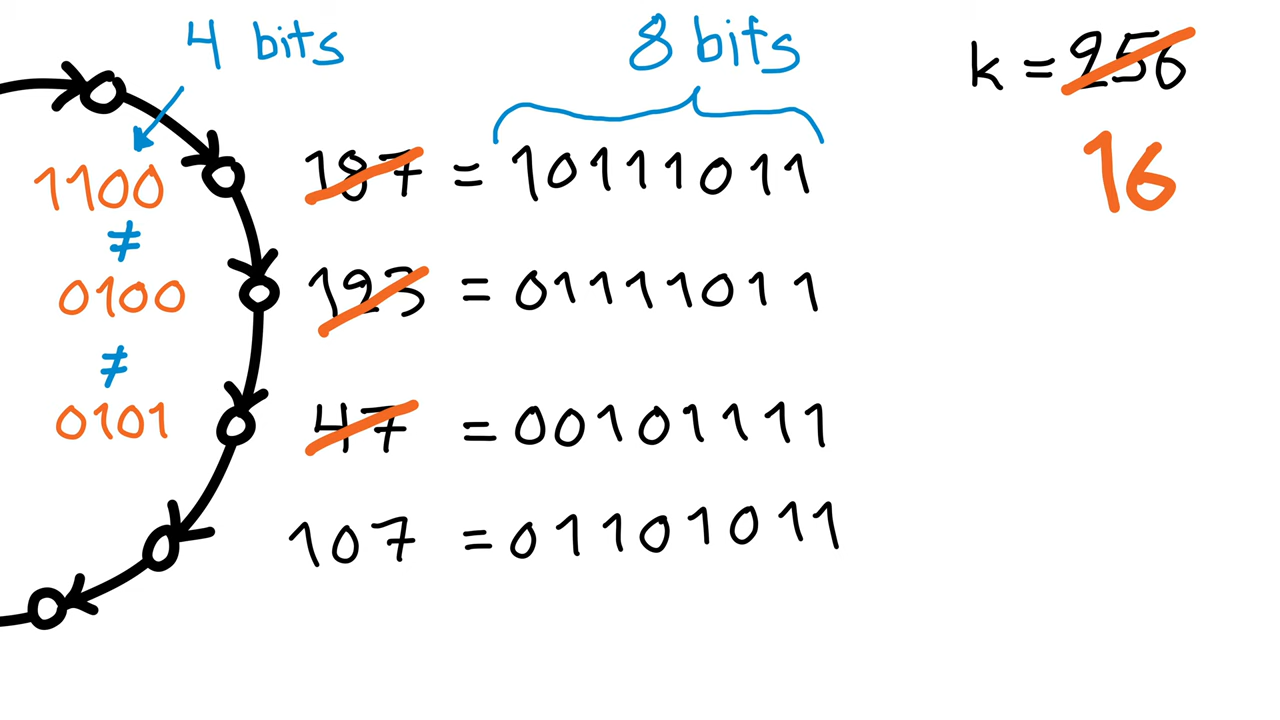 4 bits
8 bits
k = 256
16
1100
187 = 10111011
≠
0100
123 = 01111011
≠
0101
47 = 00101111
107 = 01101011